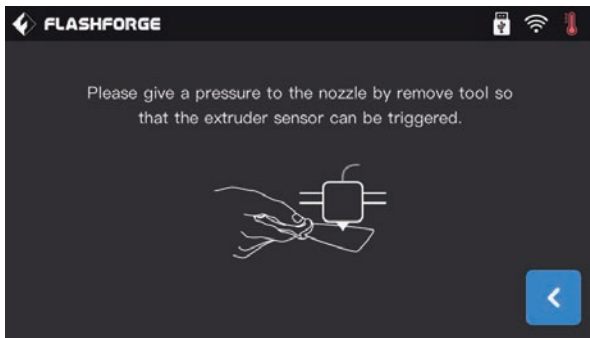 FLASHFORGE
Please give a pressure to the nozzle by remove tool so
that the extruder sensor can be triggered.